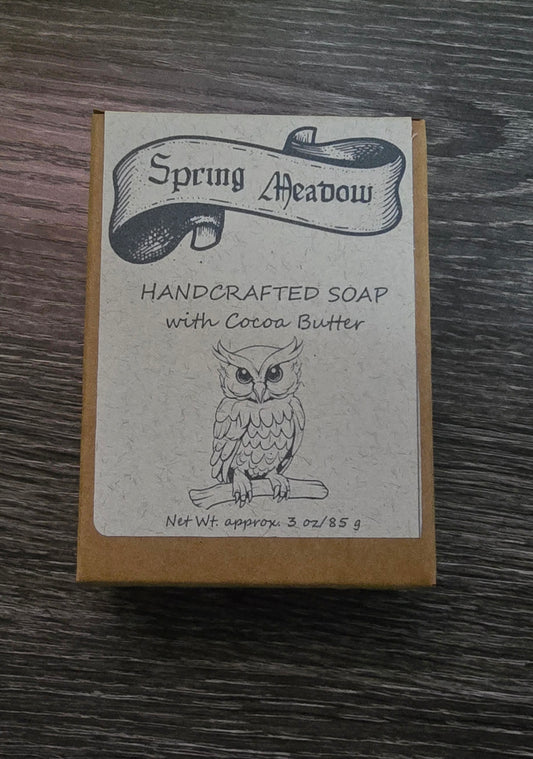 Spring Meadow
HANDCRAFTED SOAP
with Cocoa Butter
Net Wt. approx. 3 oz/85 g